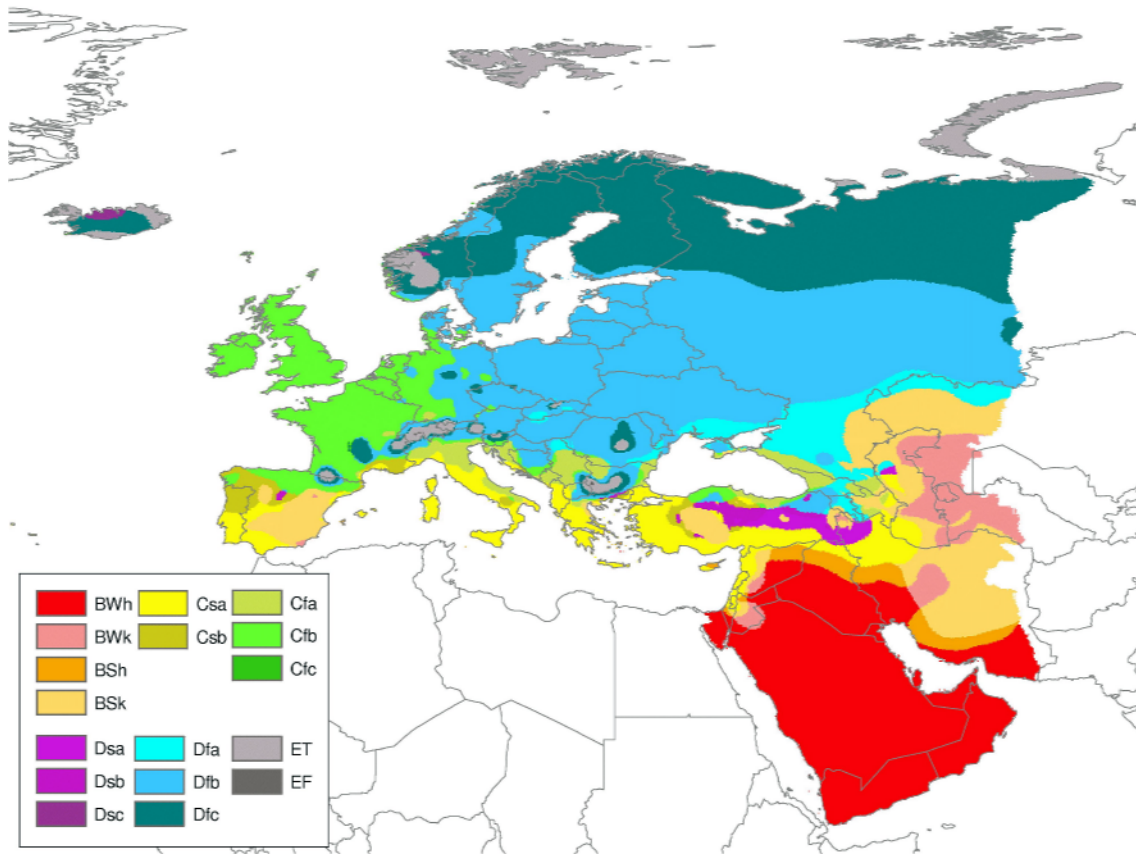 BWh Csa Cfa
BWk Csb Cfb
BSh Cfc
BSk
Dsa Dfa ET
Dsb Dfb EF
Dsc Dfc